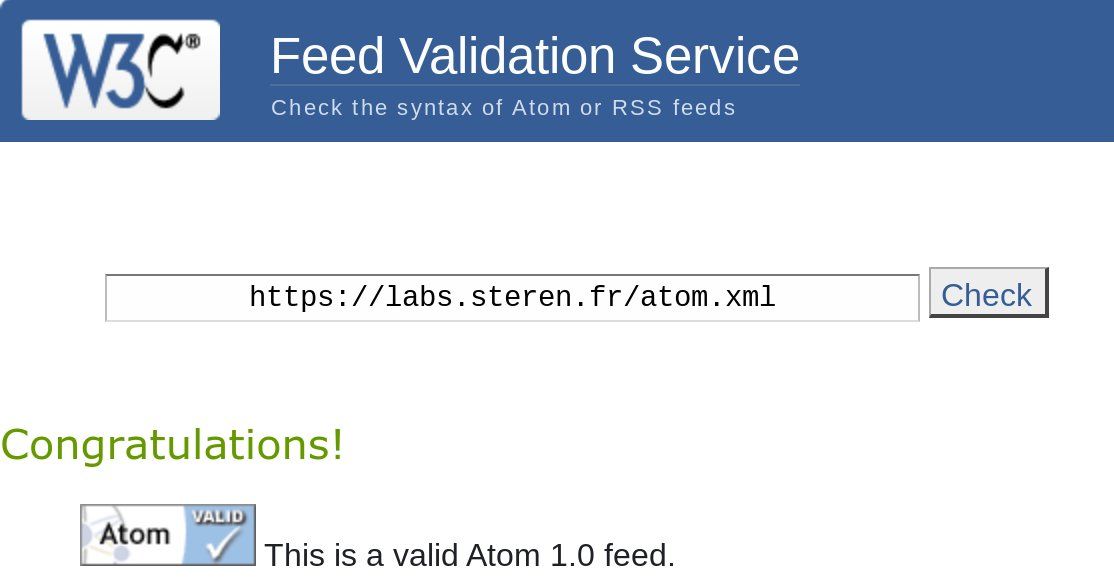 W3C®
Feed Validation Service
Check the syntax of Atom or RSS feeds
https://labs.steren.fr/atom.xml
Check
Congratulations!
Atom VALID
This is a valid Atom 1.0 feed.